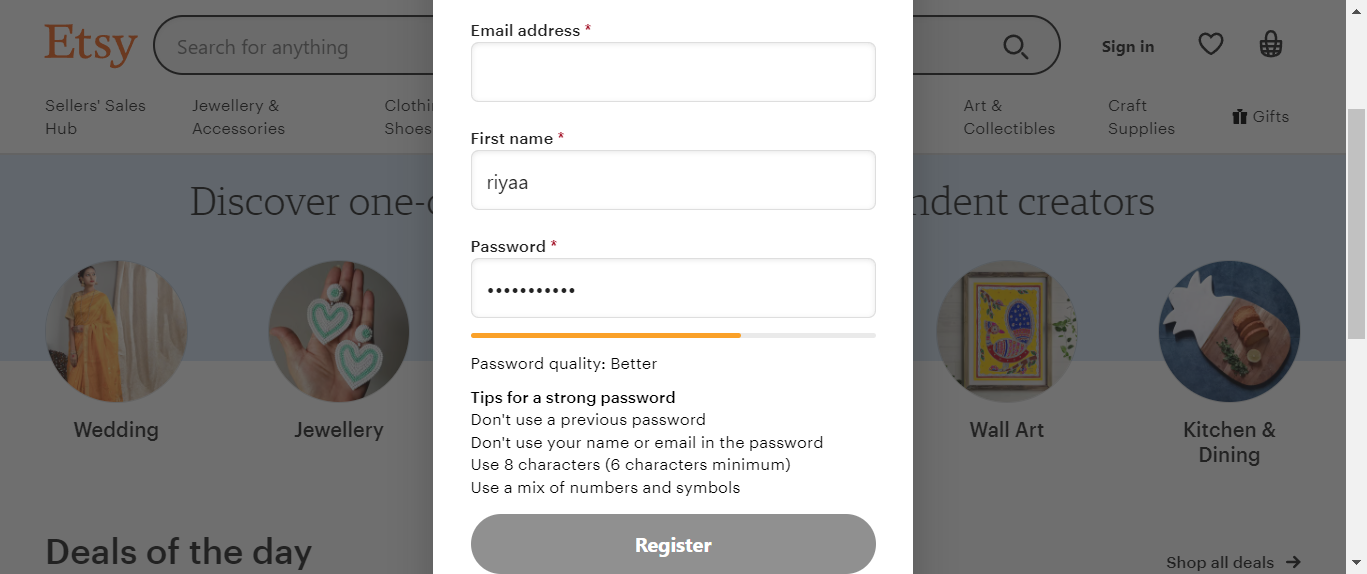 Etsy
Search for anything
Sign in
Sellers' Sales
Hub
Jewellery &
Accessories
Shoes
Art &
Collectibles
Craft
Supplies
Gifts
Discover one-
ndent creators
Wedding
Jewellery
Wall Art
Kitchen &
Dining
Deals of the day
Shop all deals
Email address *
First name *
riyaa
Password *
•••••••••••
Password quality: Better
Tips for a strong password
Don't use a previous password
Don't use your name or email in the password
Use 8 characters (6 characters minimum)
Use a mix of numbers and symbols
Register